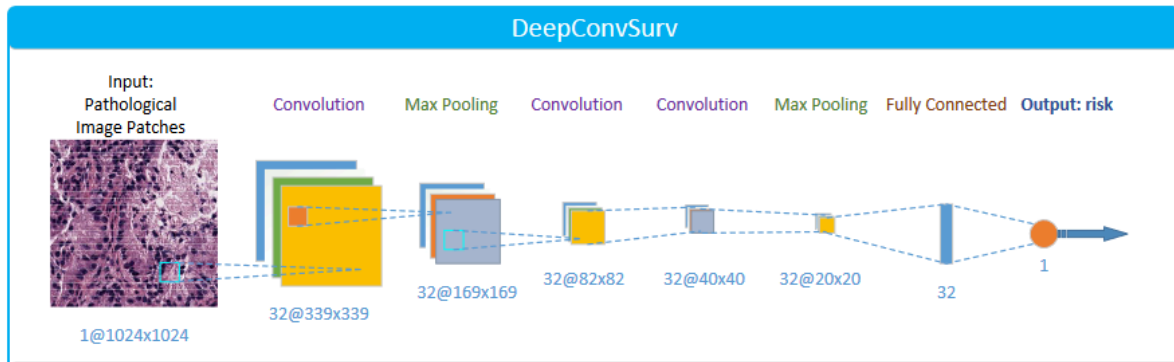 DeepConvSurv
Input:
Pathological
Image Patches
Convolution
Max Pooling
Convolution
Convolution
Max Pooling
Fully Connected
Output: risk
1@1024x1024
32@339x339
32@169x169
32@82x82
32@40x40
32@20x20
32
1